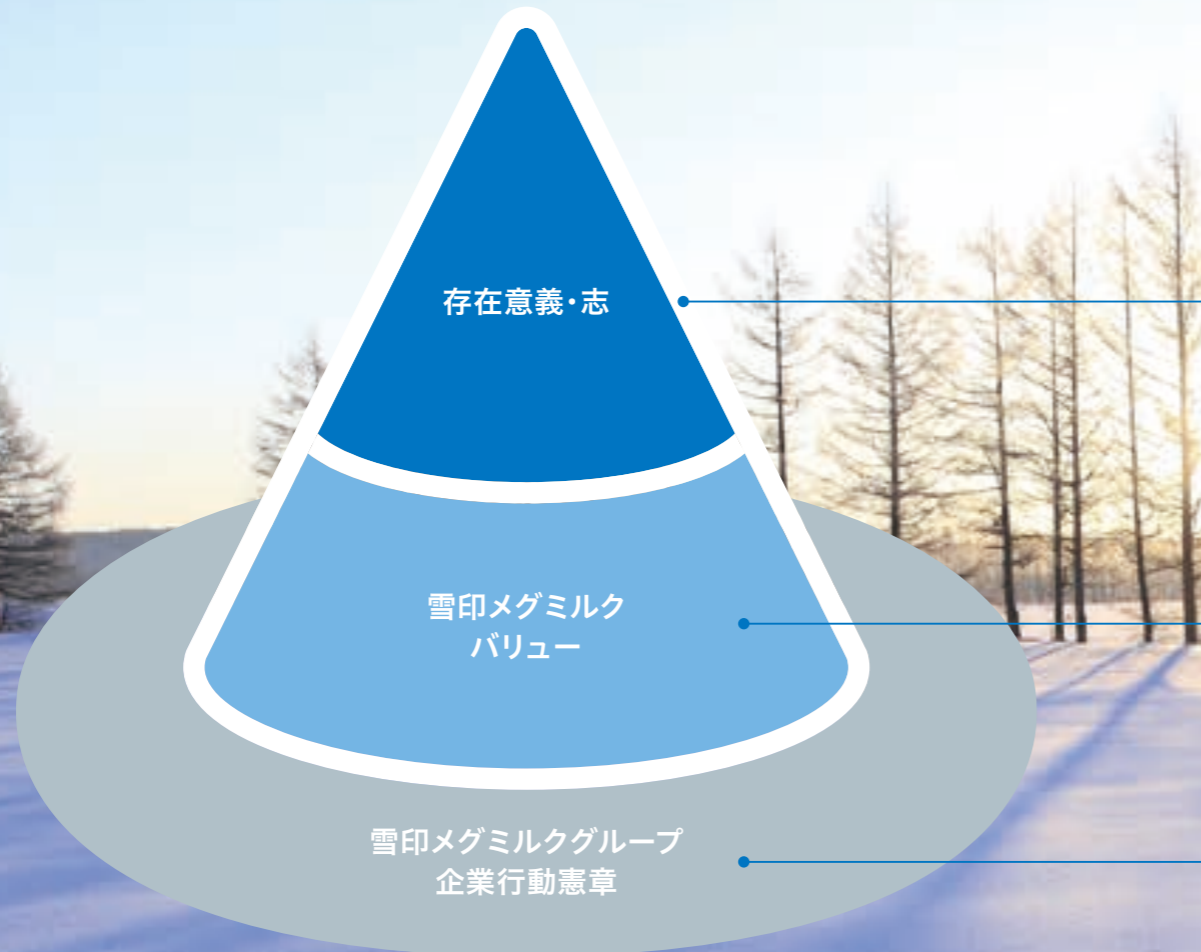 存在意義・志
雪印メグミルク
バリュー
雪印メグミルクグループ
企業行動憲章